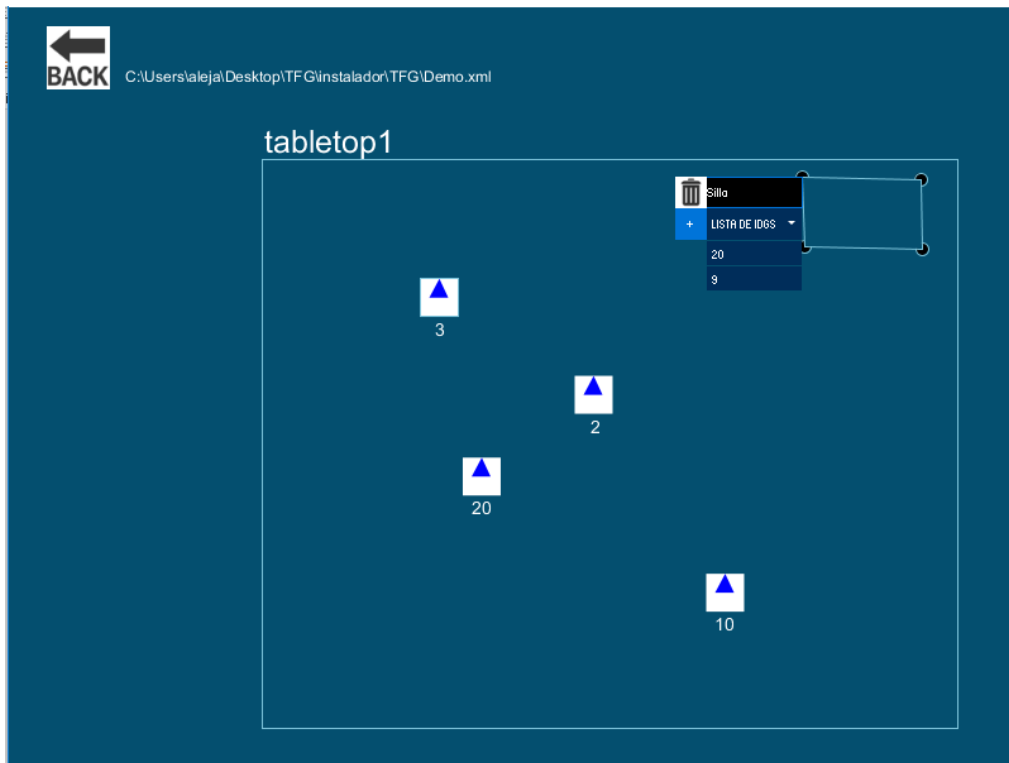 BACK
C:\Users\aleja\Desktop\TFG\instalador\TFG\Demo.xml
tabletop1
Silla
+ LISTA DE IDGS
20
9
3
2
20
10